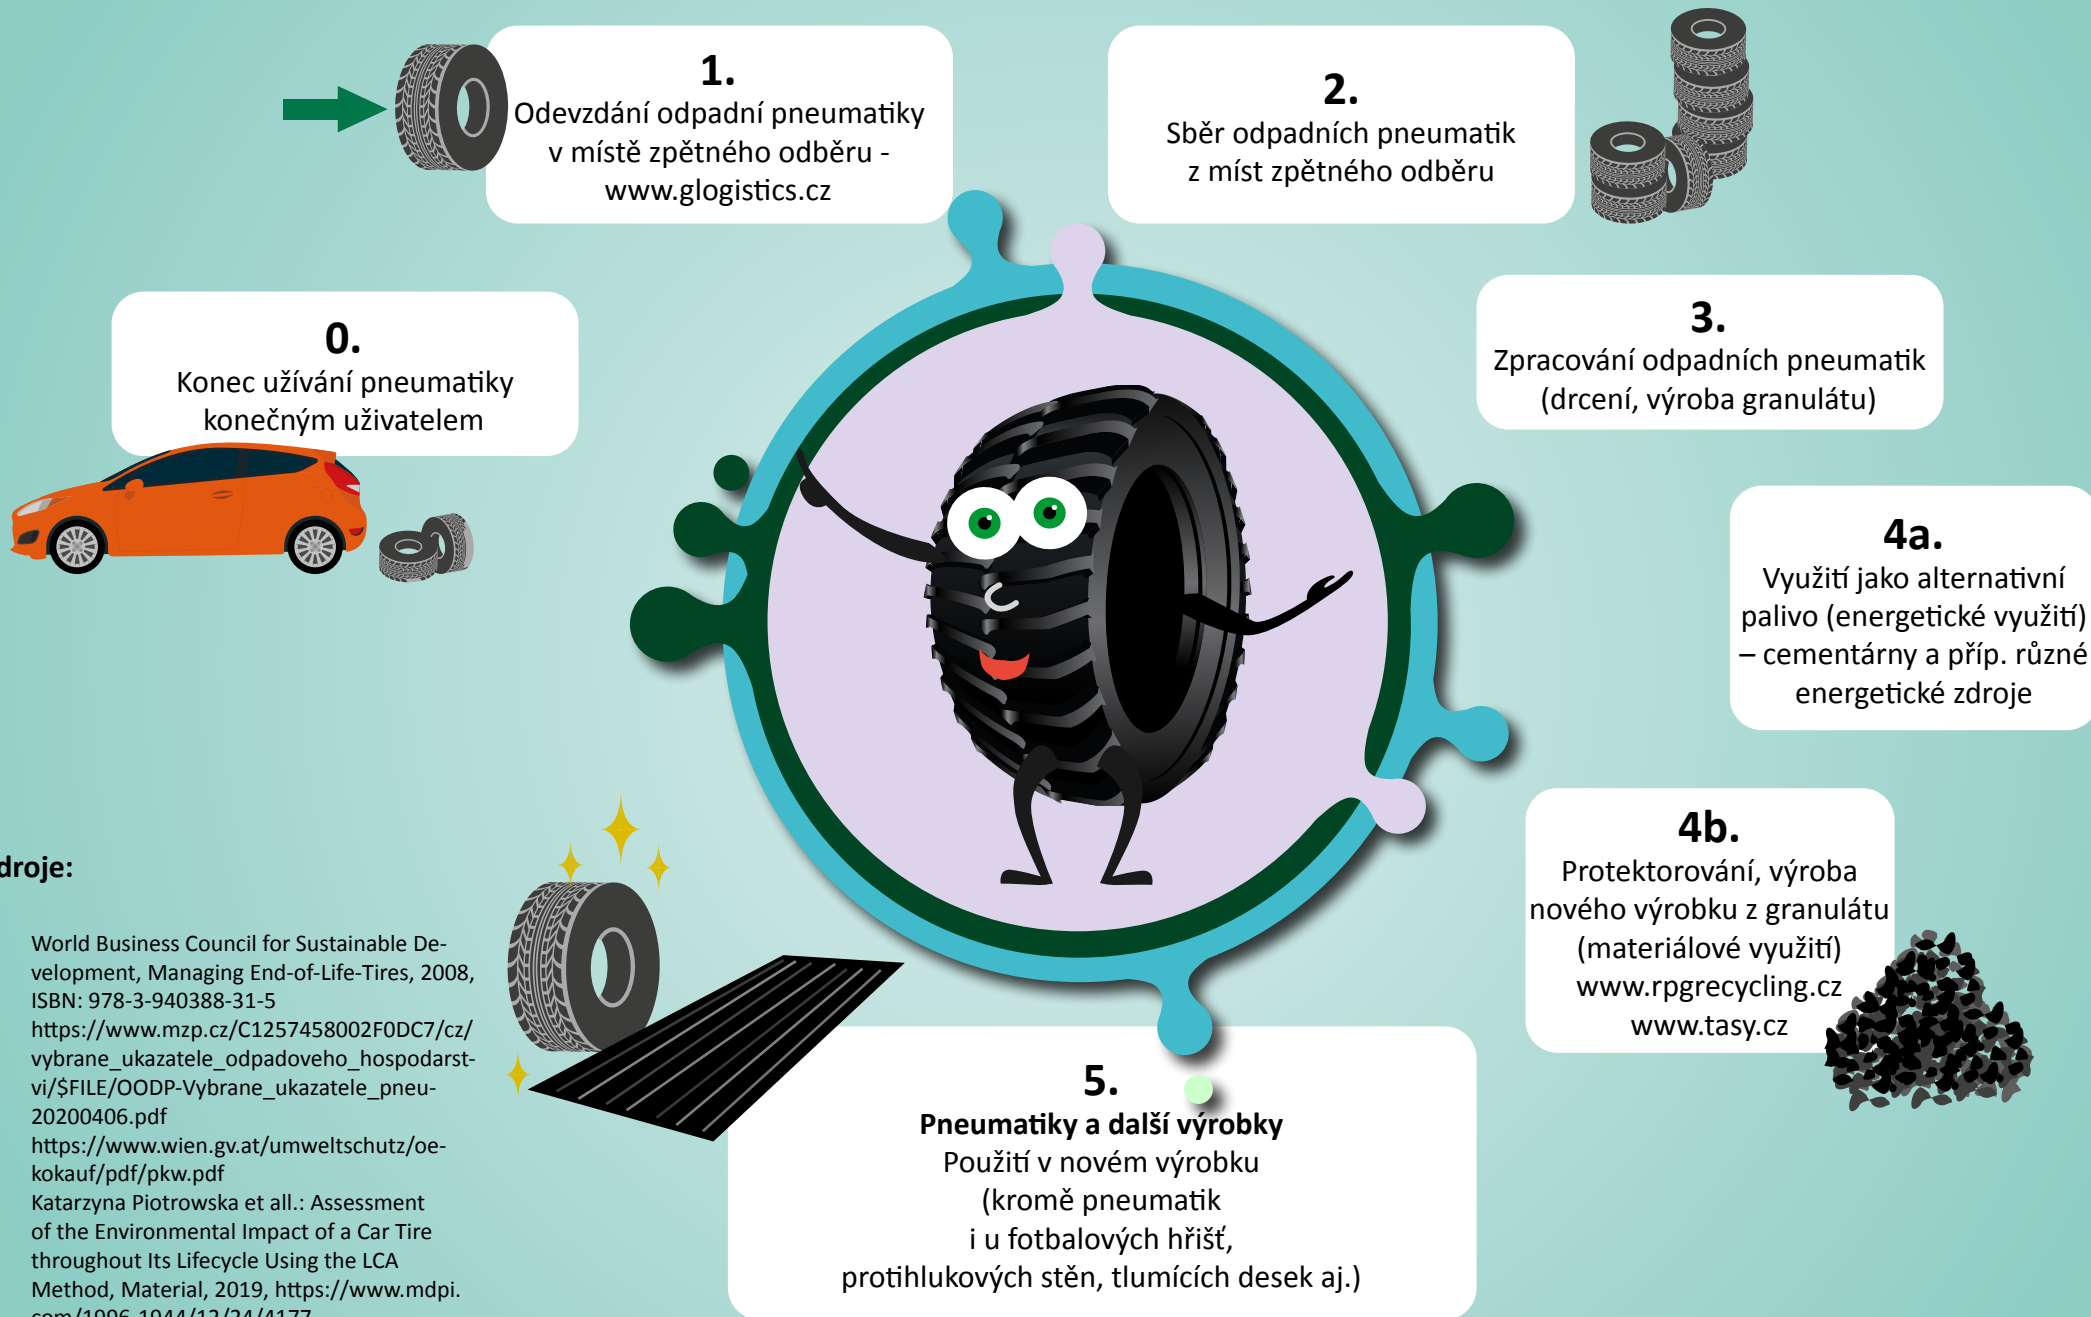 1.
Odevzdání odpadní pneumatiky
v místě zpětného odběru -
www.glogistics.cz
2.
Sběr odpadních pneumatik
z míst zpětného odběru
0.
Konec užívání pneumatiky
konečným uživatelem
3.
Zpracování odpadních pneumatik
(drcení, výroba granulátu)
4a.
Využití jako alternativní
palivo (energetické využití)
– cementárny a příp. různé
energetické zdroje
4b.
Protektorování, výroba
nového výrobku z granulátu
(materiálové využití)
www.rpgrecycling.cz
www.tasy.cz
5.
Pneumatiky a další výrobky
Použití v novém výrobku
(kromě pneumatik
i u fotbalových hřišť,
protihlukových stěn, tlumících desek aj.)
droje:
World Business Council for Sustainable De-
velopment, Managing End-of-Life-Tires, 2008,
ISBN: 978-3-940388-31-5
https://www.mzp.cz/C1257458002F0DC7/cz/
vybrane_ukazatele_odpadoveho_hospodarst-
vi/$FILE/OODP-Vybrane_ukazatele_pneu-
20200406.pdf
https://www.wien.gv.at/umweltschutz/oe-
kokauf/pdf/pkw.pdf
Katarzyna Piotrowska et all.: Assessment
of the Environmental Impact of a Car Tire
throughout Its Lifecycle Using the LCA
Method, Material, 2019, https://www.mdpi.
com/1996-1944/12/24/4177